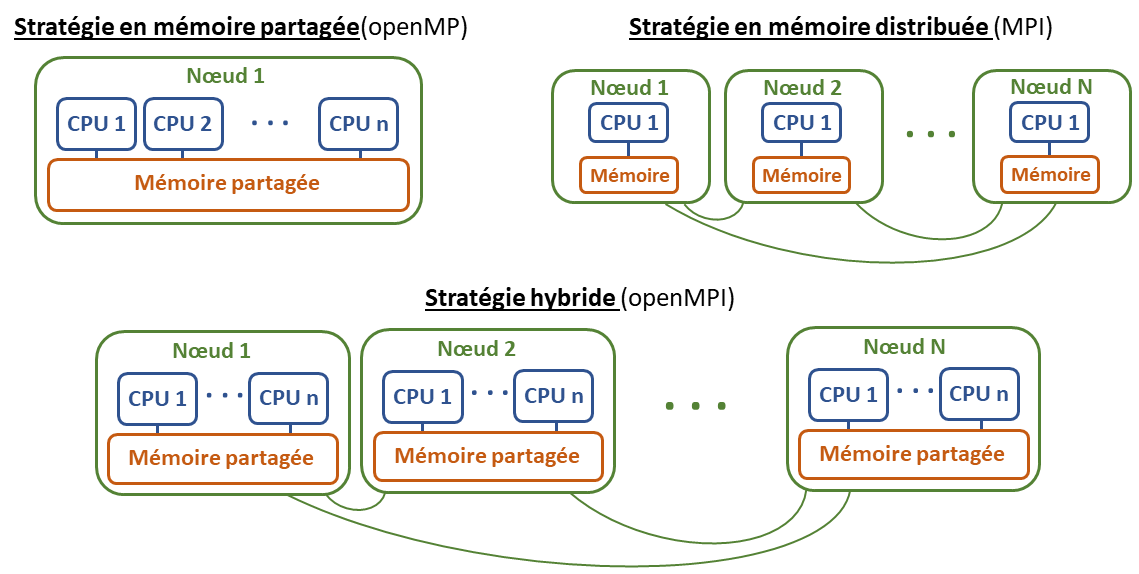 Stratégie en mémoire partagée(openMP)
Nœud 1
CPU 1 CPU 2 ... CPU n
Mémoire partagée
Stratégie en mémoire distribuée (MPI)
Nœud 1 Nœud 2 Nœud N
CPU 1 CPU 1 ... CPU 1
Mémoire Mémoire Mémoire
Stratégie hybride (openMPI)
Nœud 1 Nœud 2 Nœud N
CPU 1 ... CPU n CPU 1 ... CPU n ... CPU 1 ... CPU n
Mémoire partagée Mémoire partagée Mémoire partagée